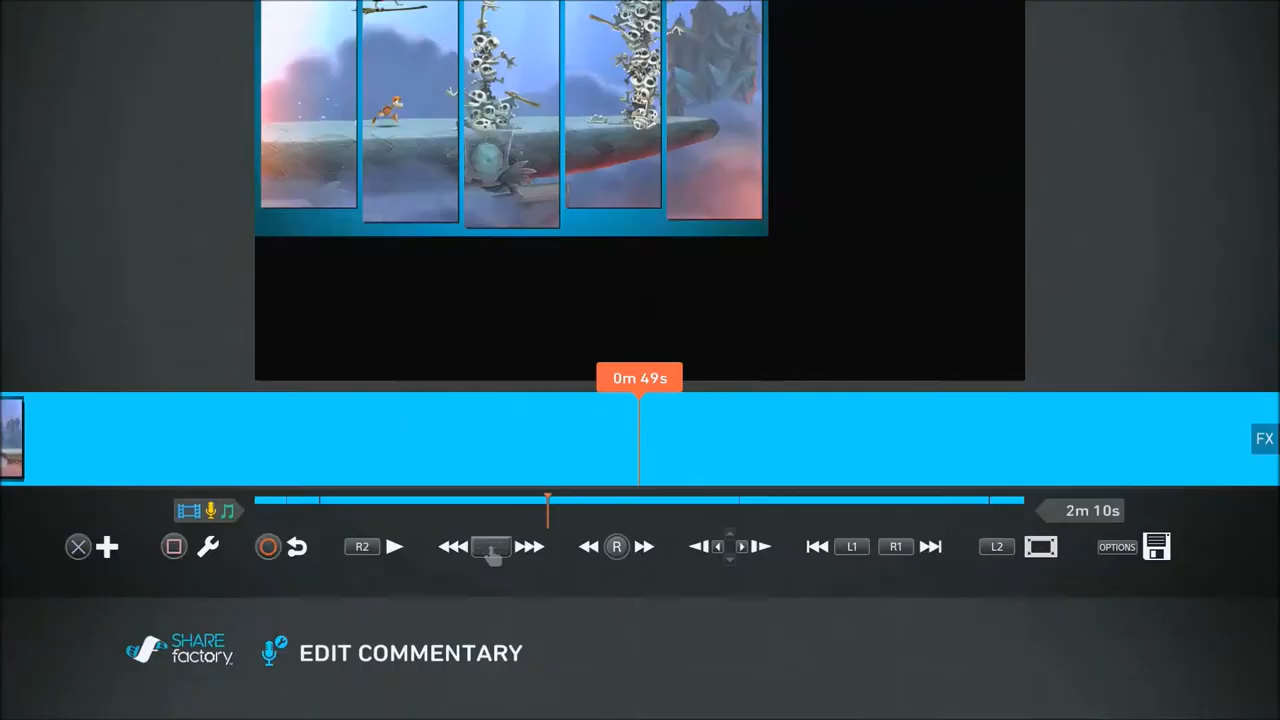 0m 49s
FX
2m 10s
R2
R
L1
R1
L2
OPTIONS
SHARE
factory
EDIT COMMENTARY